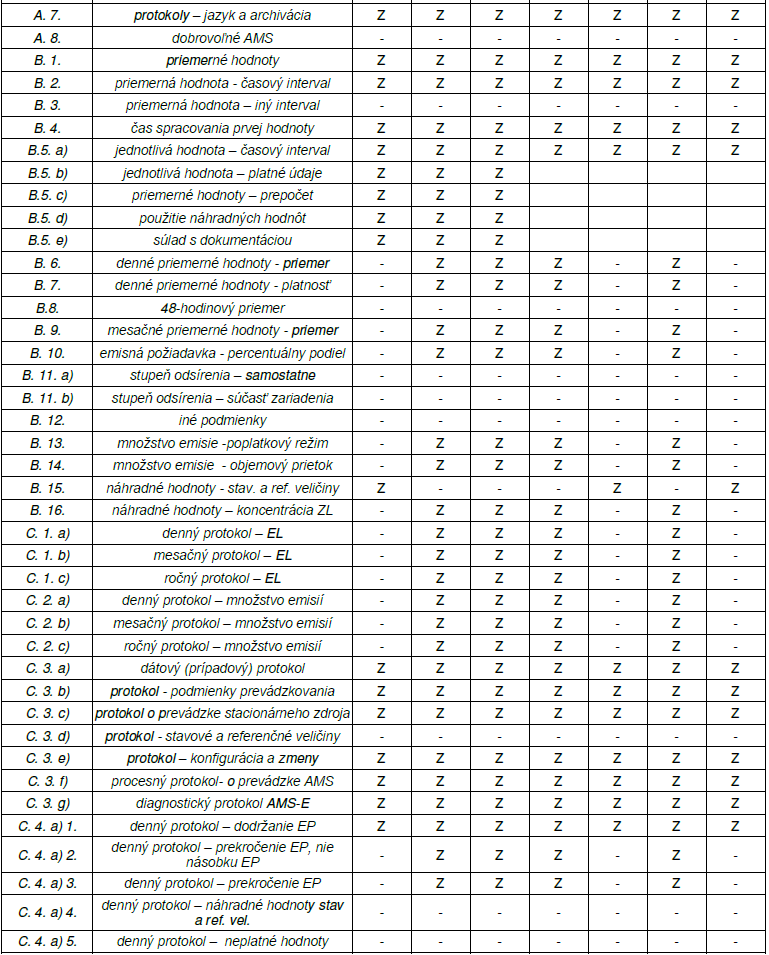 A. 7. protokoly – jazyk a archivácia Z Z Z Z Z Z Z
A. 8. dobrovoľné AMS - - - - - - -
B. 1. priemerné hodnoty Z Z Z Z Z Z Z
B. 2. priemerná hodnota - časový interval Z Z Z Z Z Z Z
B. 3. priemerná hodnota – iný interval - - - - - - -
B. 4. čas spracovania prvej hodnoty Z Z Z Z Z Z Z
B.5. a) jednotlivá hodnota – časový interval Z Z Z Z Z Z Z
B.5. b) jednotlivá hodnota – platné údaje Z Z Z
B.5. c) priemerné hodnoty – prepočet Z Z Z
B.5. d) použitie náhradných hodnôt Z Z Z
B.5. e) súlad s dokumentáciou Z Z Z
B. 6. denné priemerné hodnoty - priemer - Z Z Z - Z -
B. 7. denné priemerné hodnoty - platnosť - Z Z Z - Z -
B.8. 48-hodinový priemer - - - - - - -
B. 9. mesačné priemerné hodnoty - priemer - Z Z Z - Z -
B. 10. emisná požiadavka - percentuálny podiel - Z Z Z - Z -
B. 11. a) stupeň odsírenia – samostatne - - - - - - -
B. 11. b) stupeň odsírenia – súčasť zariadenia - - - - - - -
B. 12. iné podmienky - - - - - - -
B. 13. množstvo emisie -poplatkový režim - Z Z Z - Z -
B. 14. množstvo emisie - objemový prietok - Z Z Z - Z -
B. 15. náhradné hodnoty - stav. a ref. veličiny Z - - - Z - Z
B. 16. náhradné hodnoty – koncentrácia ZL - Z Z Z - Z -
C. 1. a) denný protokol – EL - Z Z Z - Z -
C. 1. b) mesačný protokol – EL - Z Z Z - Z -
C. 1. c) ročný protokol – EL - Z Z Z - Z -
C. 2. a) denný protokol – množstvo emisií - Z Z Z - Z -
C. 2. b) mesačný protokol – množstvo emisií - Z Z Z - Z -
C. 2. c) ročný protokol – množstvo emisií - Z Z Z - Z -
C. 3. a) dátový (prípadový) protokol Z Z Z Z Z Z Z
C. 3. b) protokol - podmienky prevádzkovania Z Z Z Z Z Z Z
C. 3. c) protokol o prevádzke stacionárneho zdroja Z Z Z Z Z Z Z
C. 3. d) protokol - stavové a referenčné veličiny - - - - - - -
C. 3. e) protokol – konfigurácia a zmeny Z Z Z Z Z Z Z
C. 3. f) procesný protokol- o prevádzke AMS Z Z Z Z Z Z Z
C. 3. g) diagnostický protokol AMS-E Z Z Z Z Z Z Z
C. 4. a) 1. denný protokol – dodržanie EP Z Z Z Z Z Z Z
C. 4. a) 2. denný protokol – prekročenie EP, nie
násobku EP - Z Z Z - Z -
C. 4. a) 3. denný protokol – prekročenie EP - Z Z Z - Z -
C. 4. a) 4. denný protokol – náhradné hodnoty stav
a ref. vel. - - - - - - -
C. 4. a) 5. denný protokol – neplatné hodnoty - - - - - - -